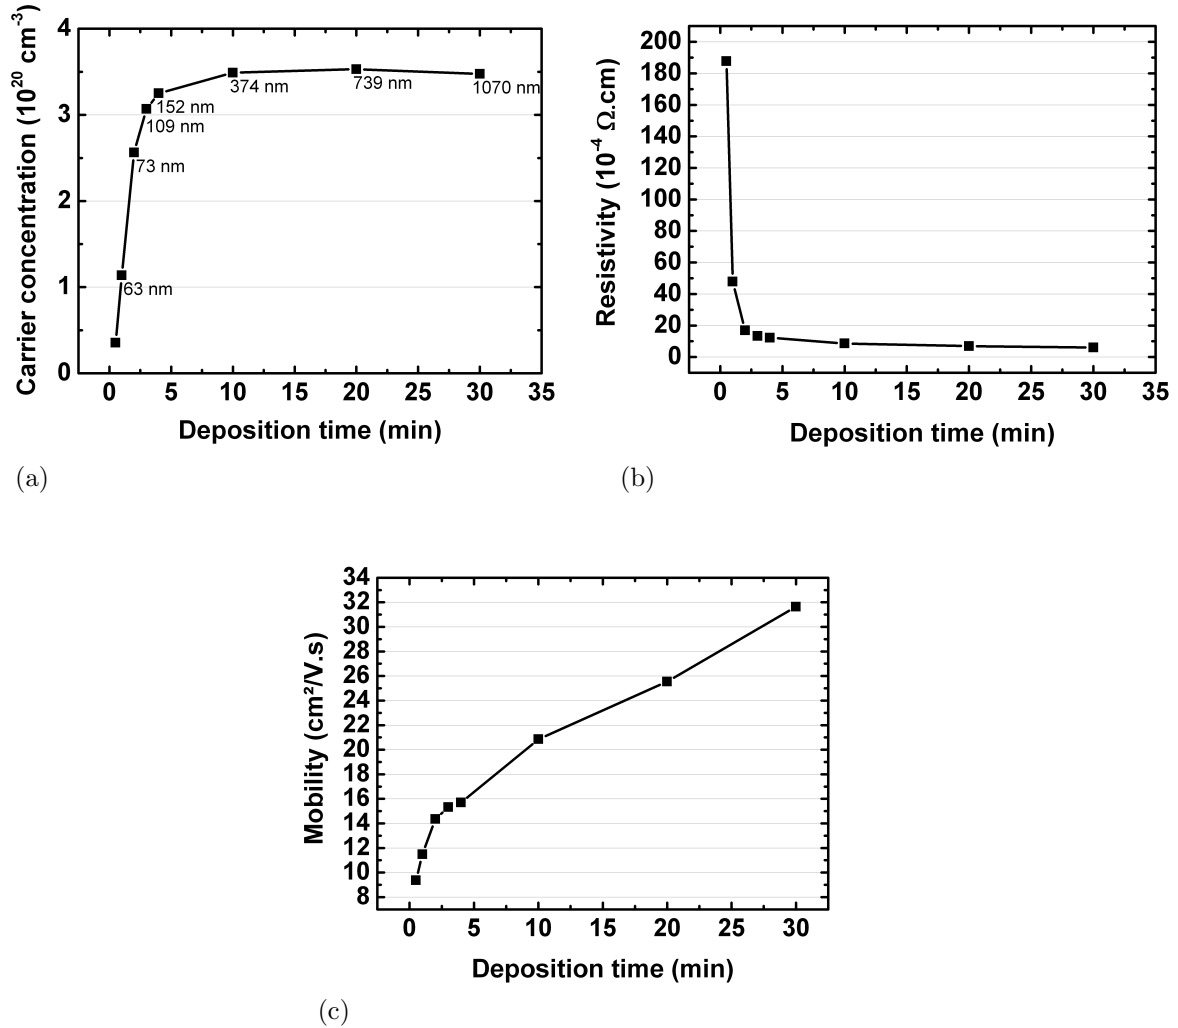 Carrier concentration (10²⁰ cm⁻³)
4
3
2
1
0
374 nm
739 nm
1070 nm
152 nm
109 nm
73 nm
63 nm
0 5 10 15 20 25 30 35
Deposition time (min)
(a)
Resistivity (10⁻⁴ Ω.cm)
200
180
160
140
120
100
80
60
40
20
0
0 5 10 15 20 25 30 35
Deposition time (min)
(b)
Mobility (cm²/V.s)
34
32
30
28
26
24
22
20
18
16
14
12
10
8
0 5 10 15 20 25 30
Deposition time (min)
(c)